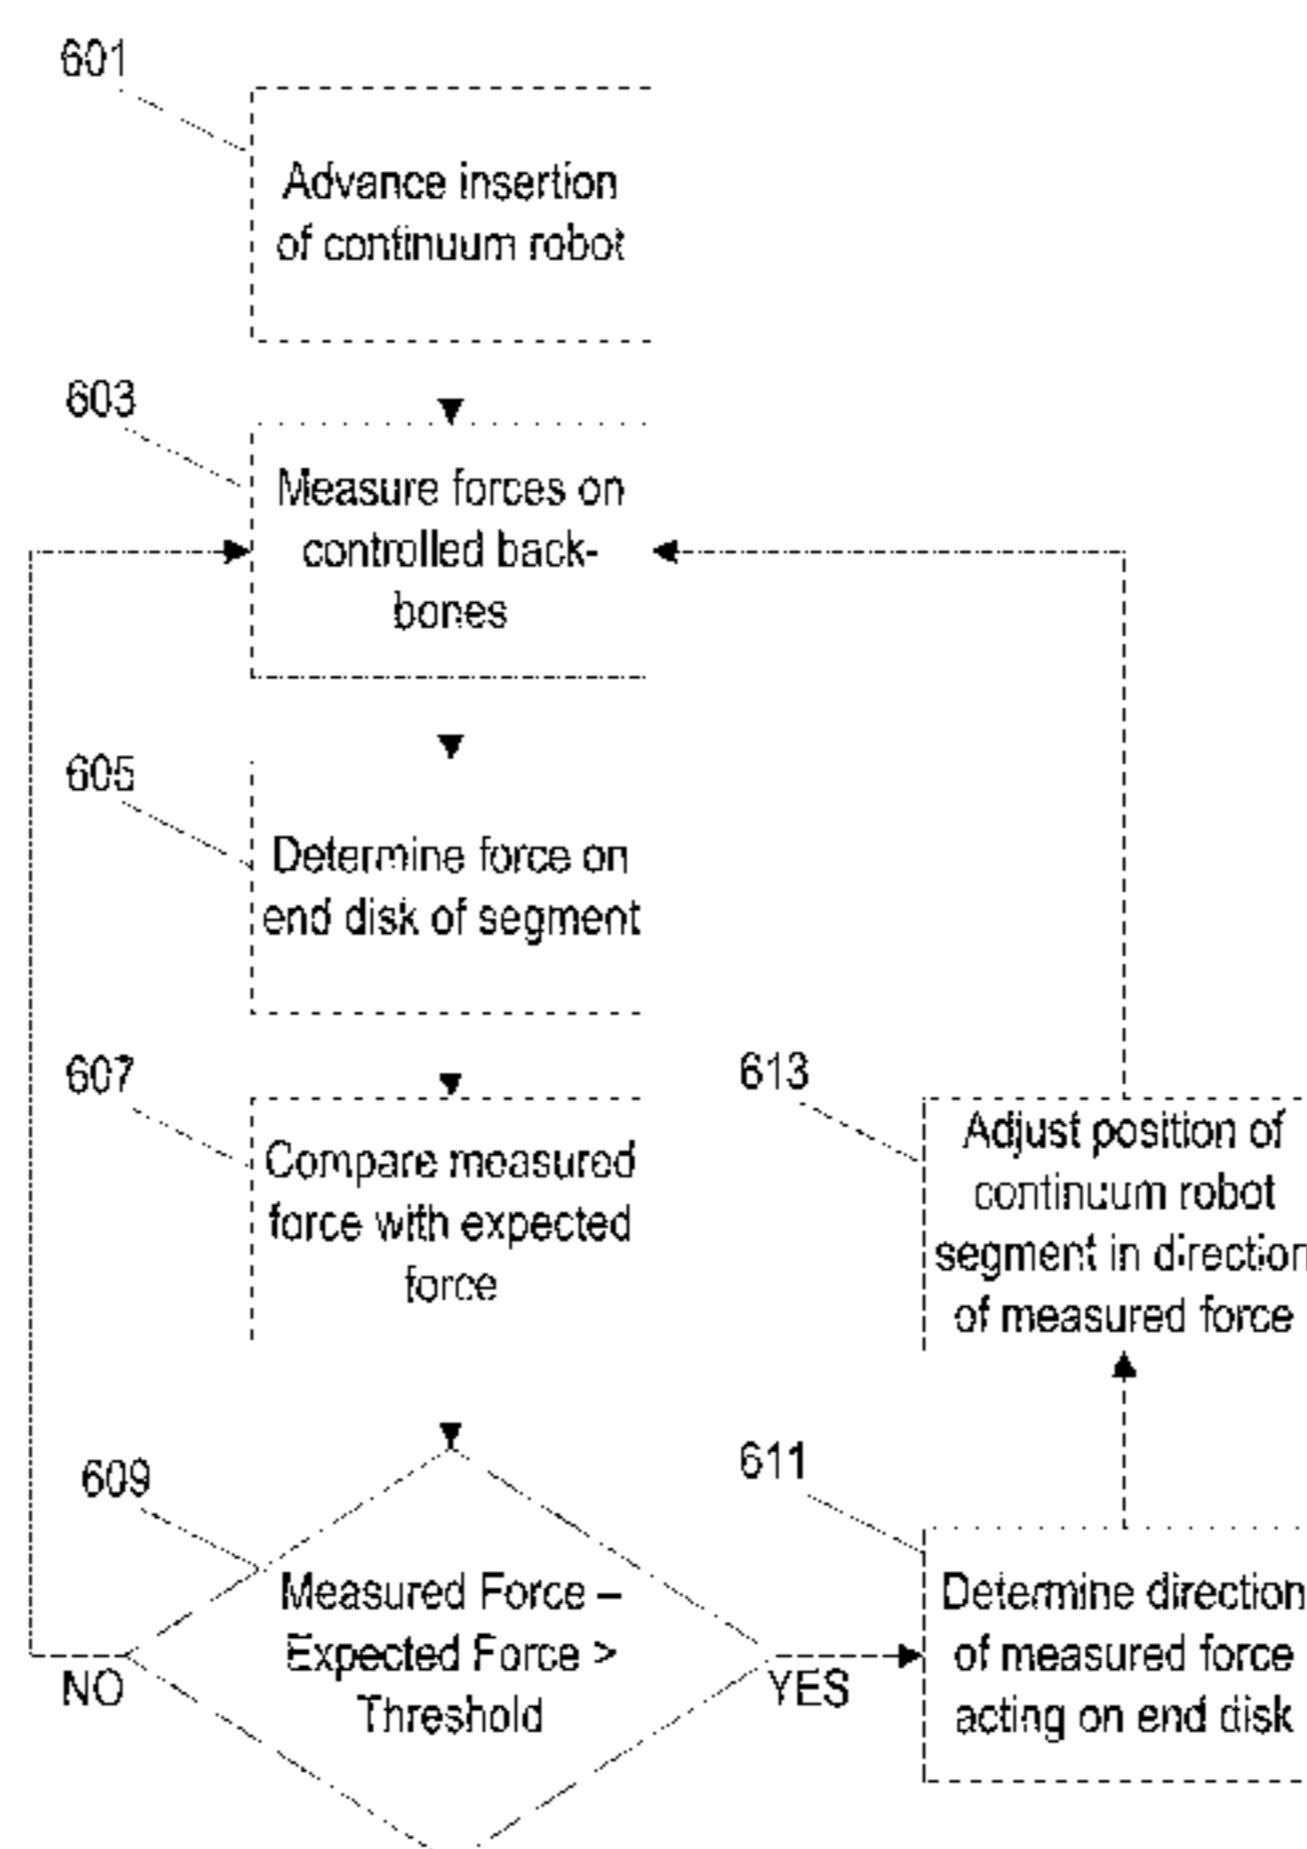 601
Advance insertion
of continuum robot
603
Measure forces on
controlled back-
bones
605
Determine force on
end disk of segment
607
Compare measured
force with expected
force
609
Measured Force –
Expected Force >
Threshold
NO
YES
611
Determine direction
of measured force
acting on end disk
613
Adjust position of
continuum robot
segment in direction
of measured force